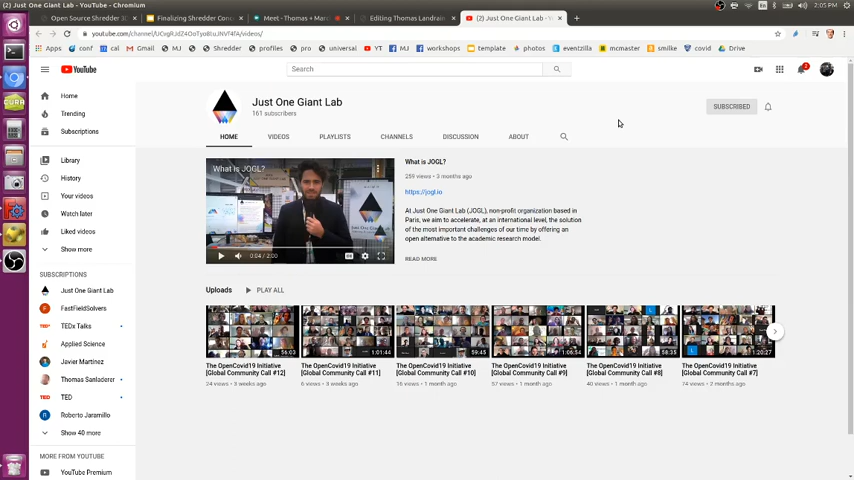 (2) Just One Giant Lab - YouTube - Chromium
2:05 PM
Open Source Shredder 3D
Finalizing Shredder Conc
Meet - Thomas + Marc
Editing Thomas Landrain
(2) Just One Giant Lab - Yo
Apps
conf
cal
Gmail
MJ
Shredder
profiles
pro
universal
YT
MJ
workshops
template
photos
eventzilla
mcmaster
smilke
covid
Drive
YouTube
Search
2
Just One Giant Lab
161 subscribers
SUBSCRIBED
HOME VIDEOS PLAYLISTS CHANNELS DISCUSSION ABOUT
Home
Trending
Subscriptions
Library
History
Your videos
Watch later
Liked videos
Show more
SUBSCRIPTIONS
Just One Giant Lab
FastFieldSolvers
TEDx Talks
Applied Science
Javier Martínez
Thomas Sanladerer
TED
Roberto Jaramillo
Show 40 more
MORE FROM YOUTUBE
YouTube Premium
What is JOGL?
0:04 / 2:00
What is JOGL?
259 views • 3 months ago
https://jogl.io
At Just One Giant Lab (JOGL), non-profit organization based in
Paris, we aim to accelerate, at an international level, the solution
of the most important challenges of our time by offering an
open alternative to the academic research model.
READ MORE
Uploads PLAY ALL
56:03
The OpenCovid19 Initiative
[Global Community Call #12]
24 views • 3 weeks ago
1:01:44
The OpenCovid19 Initiative
[Global Community Call #11]
6 views • 3 weeks ago
59:45
The OpenCovid19 Initiative
[Global Community Call #10]
16 views • 1 month ago
1:06:54
The OpenCovid19 Initiative
[Global Community Call #9]
57 views • 1 month ago
58:35
The OpenCovid19 Initiative
[Global Community Call #8]
40 views • 1 month ago
1:20:27
The OpenCovid19 Initiative
[Global Community Call #7]
74 views • 2 months ago